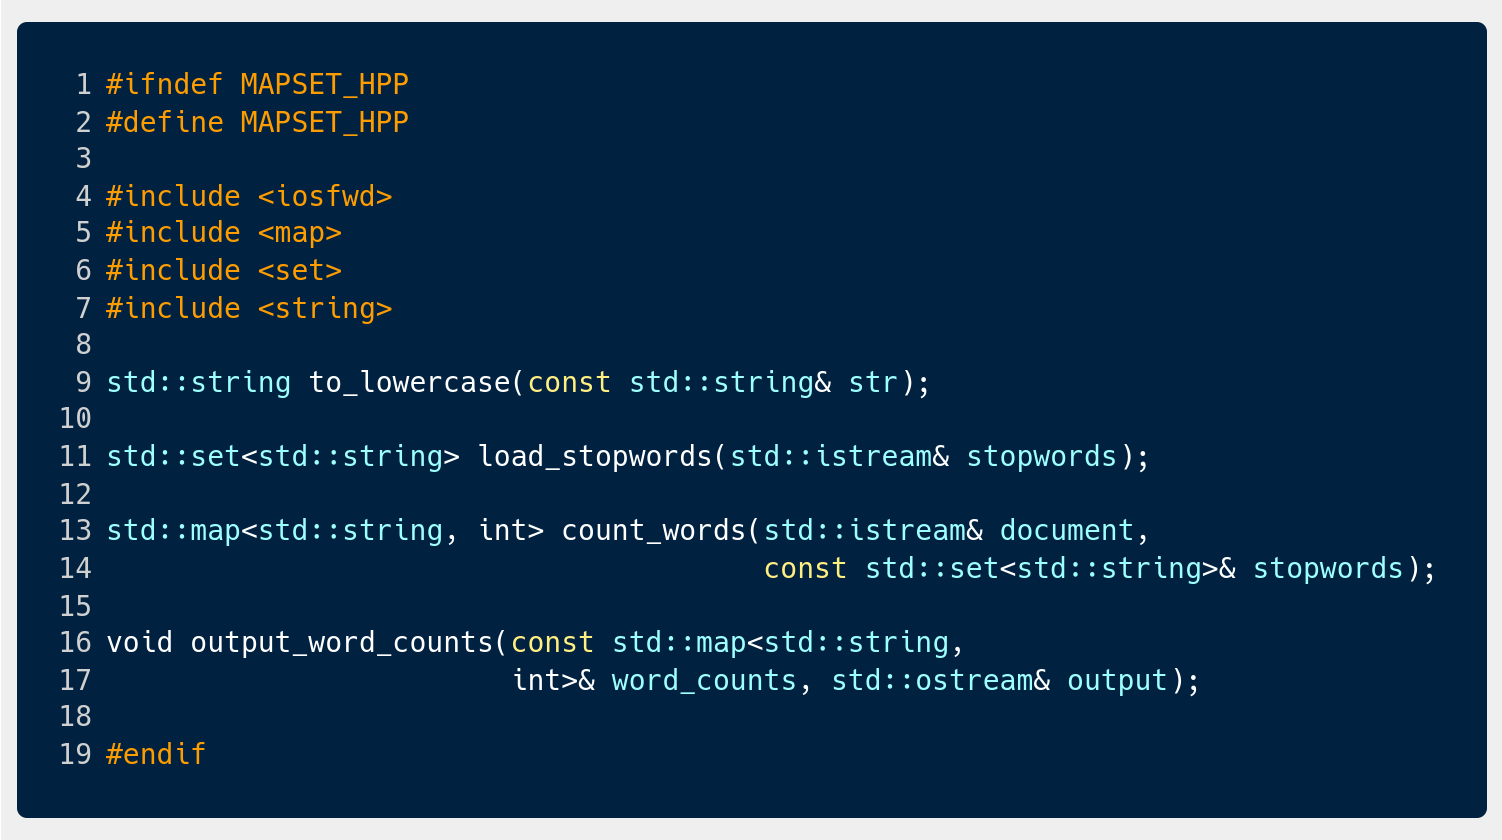 1 #ifndef MAPSET_HPP
2 #define MAPSET_HPP
3
4 #include <iosfwd>
5 #include <map>
6 #include <set>
7 #include <string>
8
9 std::string to_lowercase(const std::string& str);
10
11 std::set<std::string> load_stopwords(std::istream& stopwords);
12
13 std::map<std::string, int> count_words(std::istream& document,
14                                        const std::set<std::string>& stopwords);
15
16 void output_word_counts(const std::map<std::string,
17                         int>& word_counts, std::ostream& output);
18
19 #endif